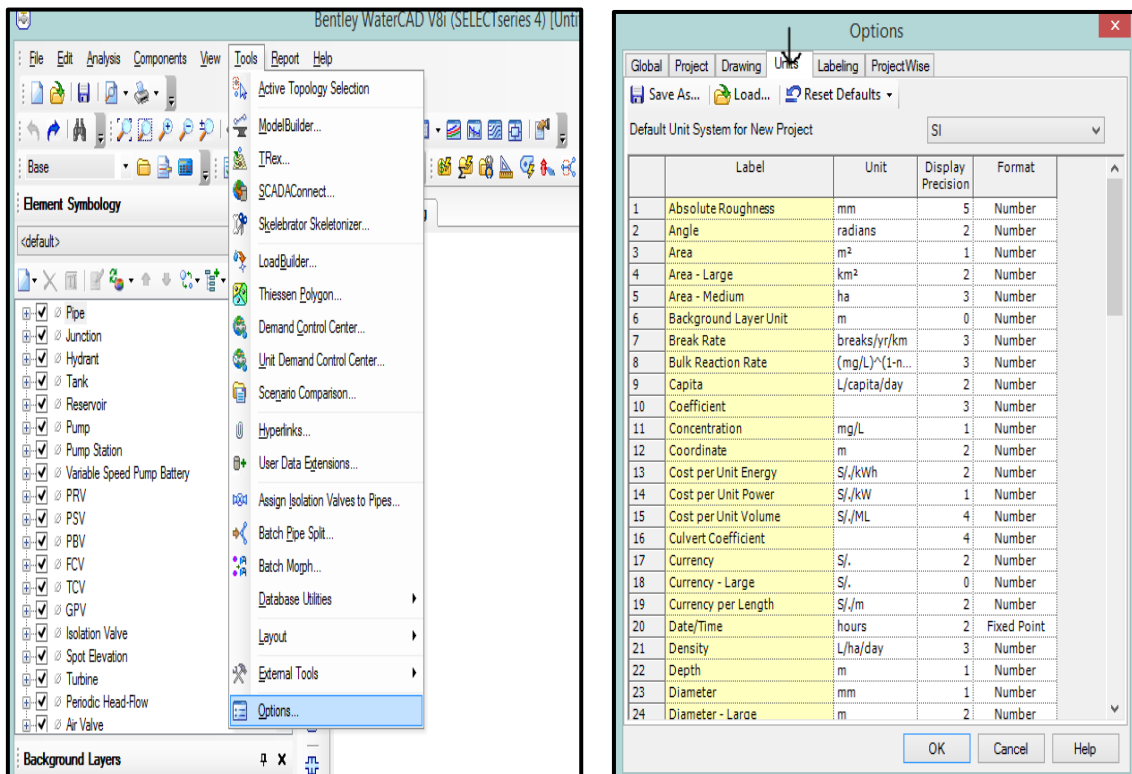 Bentley WaterCAD V8i (SELECTseries 4) [Unti
File Edit Analysis Components View Tools Report Help
Base
Element Symbology
<default>
Pipe
Junction
Hydrant
Tank
Reservoir
Pump
Pump Station
Variable Speed Pump Battery
PRV
PSV
PBV
FCV
TCV
GPV
Isolation Valve
Spot Elevation
Turbine
Periodic Head-Flow
Air Valve
Background Layers
Active Topology Selection
ModelBuilder...
TRex...
SCADAConnect...
Skelebrator Skeletonizer...
LoadBuilder...
Thiessen Polygon...
Demand Control Center...
Unit Demand Control Center...
Scenario Comparison...
Hyperlinks...
User Data Extensions...
Assign Isolation Valves to Pipes...
Batch Pipe Split...
Batch Morph...
Database Utilities
Layout
External Tools
Options...
Options
Global Project Drawing Units Labeling ProjectWise
Save As... Load... Reset Defaults
Default Unit System for New Project SI
Label Unit Display Precision Format
1 Absolute Roughness mm 5 Number
2 Angle radians 2 Number
3 Area m² 1 Number
4 Area - Large km² 2 Number
5 Area - Medium ha 3 Number
6 Background Layer Unit m 0 Number
7 Break Rate breaks/yr/km 3 Number
8 Bulk Reaction Rate (mg/L)^(1-n... 3 Number
9 Capita L/capita/day 2 Number
10 Coefficient 3 Number
11 Concentration mg/L 1 Number
12 Coordinate m 2 Number
13 Cost per Unit Energy S/./kWh 2 Number
14 Cost per Unit Power S/./kW 1 Number
15 Cost per Unit Volume S/./ML 4 Number
16 Culvert Coefficient 4 Number
17 Currency S/. 2 Number
18 Currency - Large S/. 0 Number
19 Currency per Length S/./m 2 Number
20 Date/Time hours 2 Fixed Point
21 Density L/ha/day 3 Number
22 Depth m 1 Number
23 Diameter mm 1 Number
24 Diameter - Large m 2 Number
OK Cancel Help